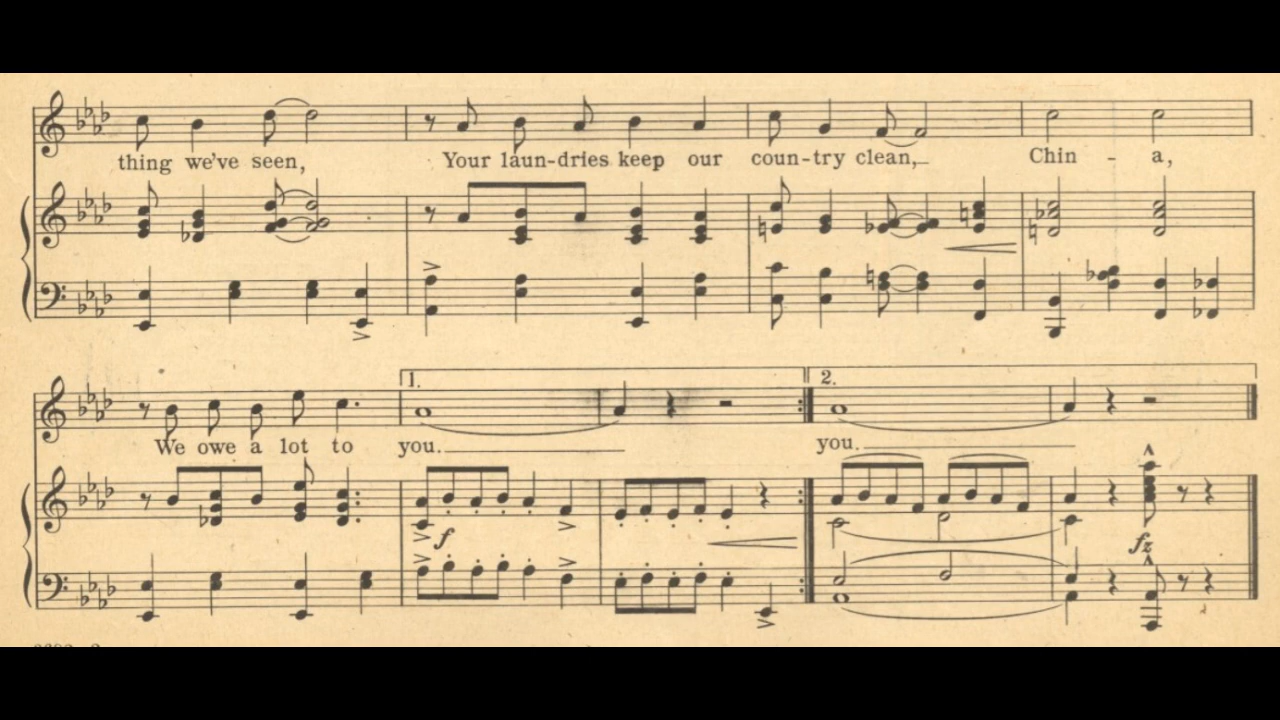 thing we've seen, Your laun-dries keep our coun-try clean, Chin - a,
1. 2.
We owe a lot to you. you.
f fz